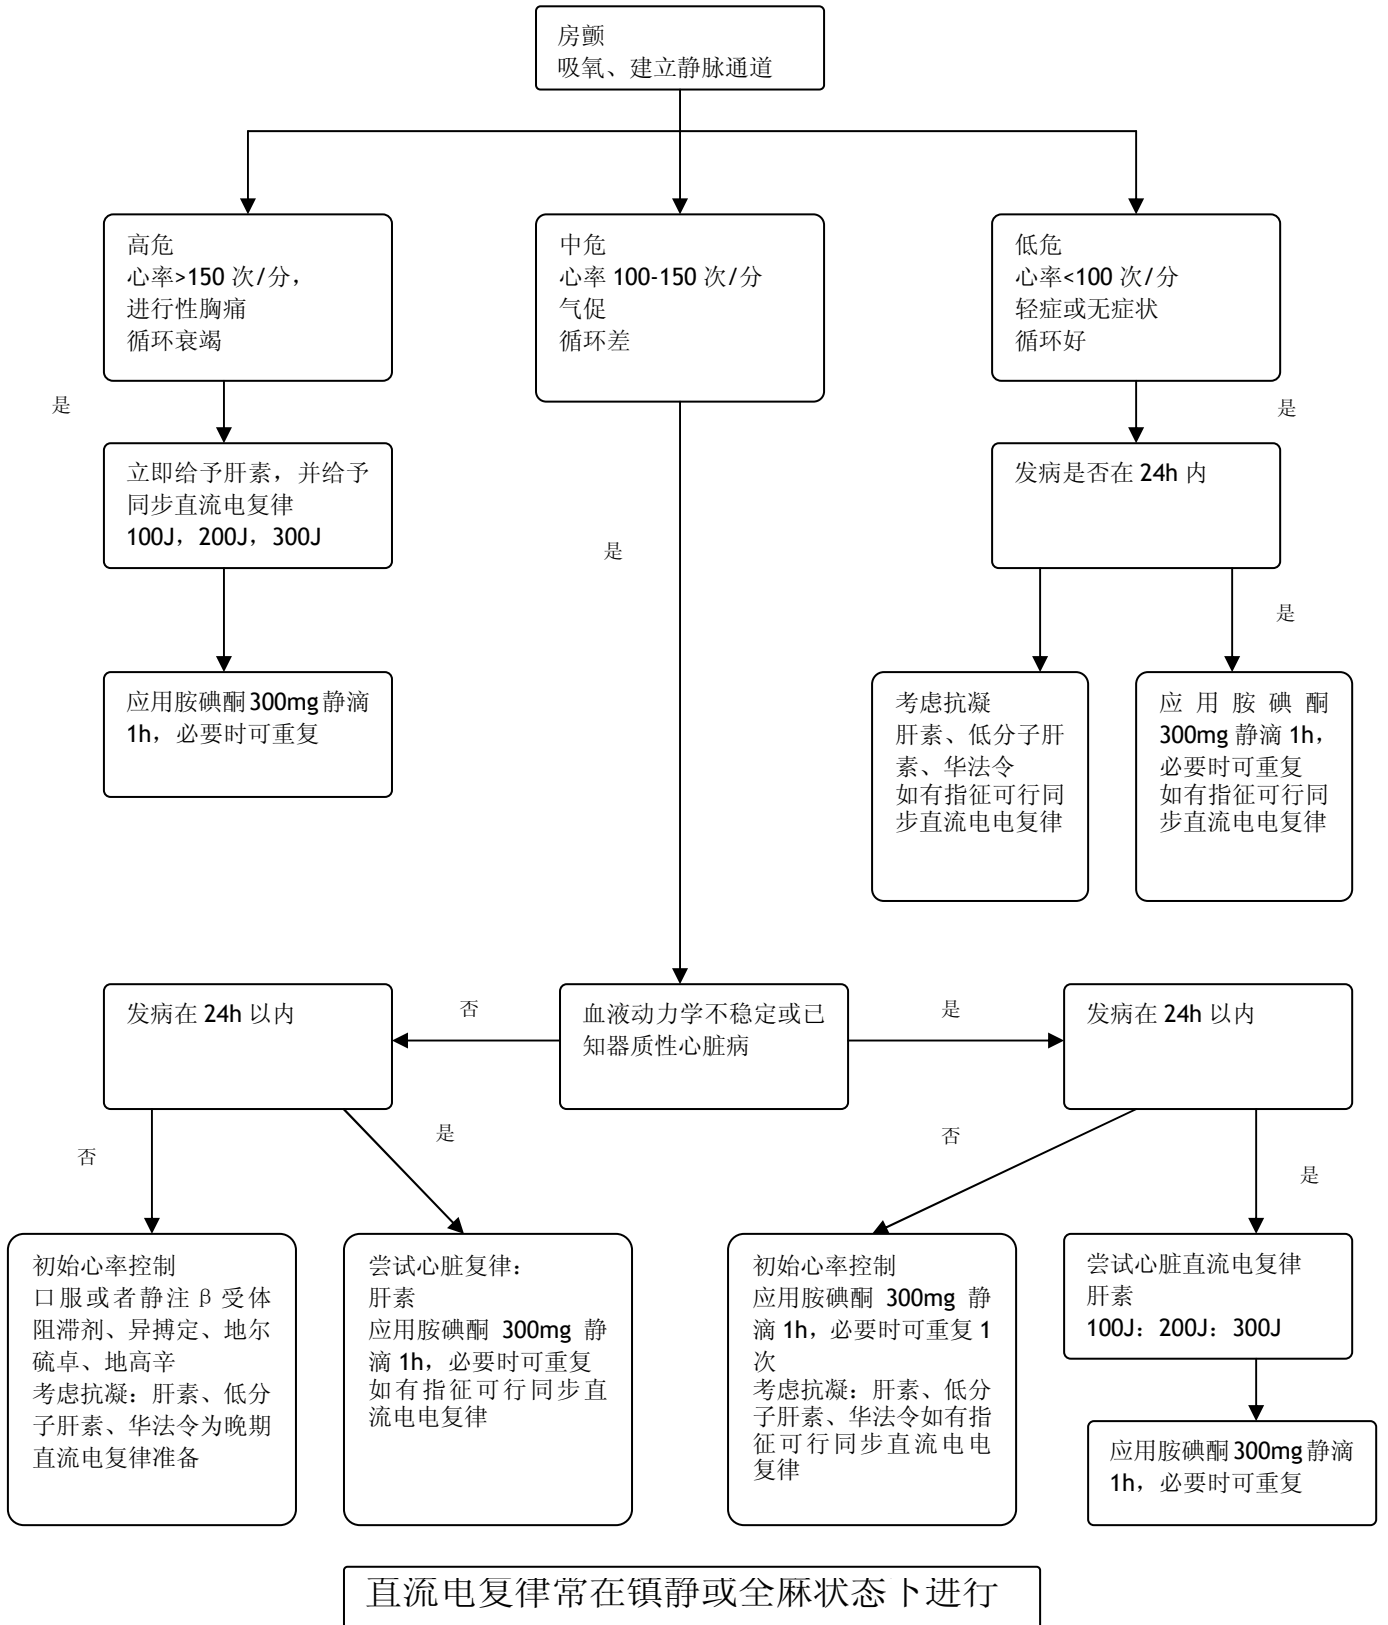 房颤
吸氧、建立静脉通道
高危
心率>150 次/分，
进行性胸痛
循环衰竭
中危
心率 100-150 次/分
气促
循环差
低危
心率<100 次/分
轻症或无症状
循环好
是
是
立即给予肝素，并给予
同步直流电复律
100J，200J，300J
发病是否在 24h 内
是
是
应用胺碘酮 300mg 静滴
1h，必要时可重复
考虑抗凝
肝素、低分子肝
素、华法令
如有指征可行同
步直流电电复律
应用胺碘酮
300mg 静滴 1h，
必要时可重复
如有指征可行同
步直流电电复律
发病在 24h 以内
否
血液动力学不稳定或已
知器质性心脏病
是
发病在 24h 以内
否
是
否
是
初始心率控制
口服或者静注β受体
阻滞剂、异搏定、地尔
硫卓、地高辛
考虑抗凝：肝素、低分
子肝素、华法令为晚期
直流电复律准备
尝试心脏复律：
肝素
应用胺碘酮 300mg 静
滴 1h，必要时可重复
如有指征可行同步直
流电电复律
初始心率控制
应用胺碘酮 300mg 静
滴 1h，必要时可重复 1
次
考虑抗凝：肝素、低分
子肝素、华法令如有指
征可行同步直流电电
复律
尝试心脏直流电复律
肝素
100J：200J：300J
应用胺碘酮 300mg 静滴
1h，必要时可重复
直流电复律常在镇静或全麻状态下进行